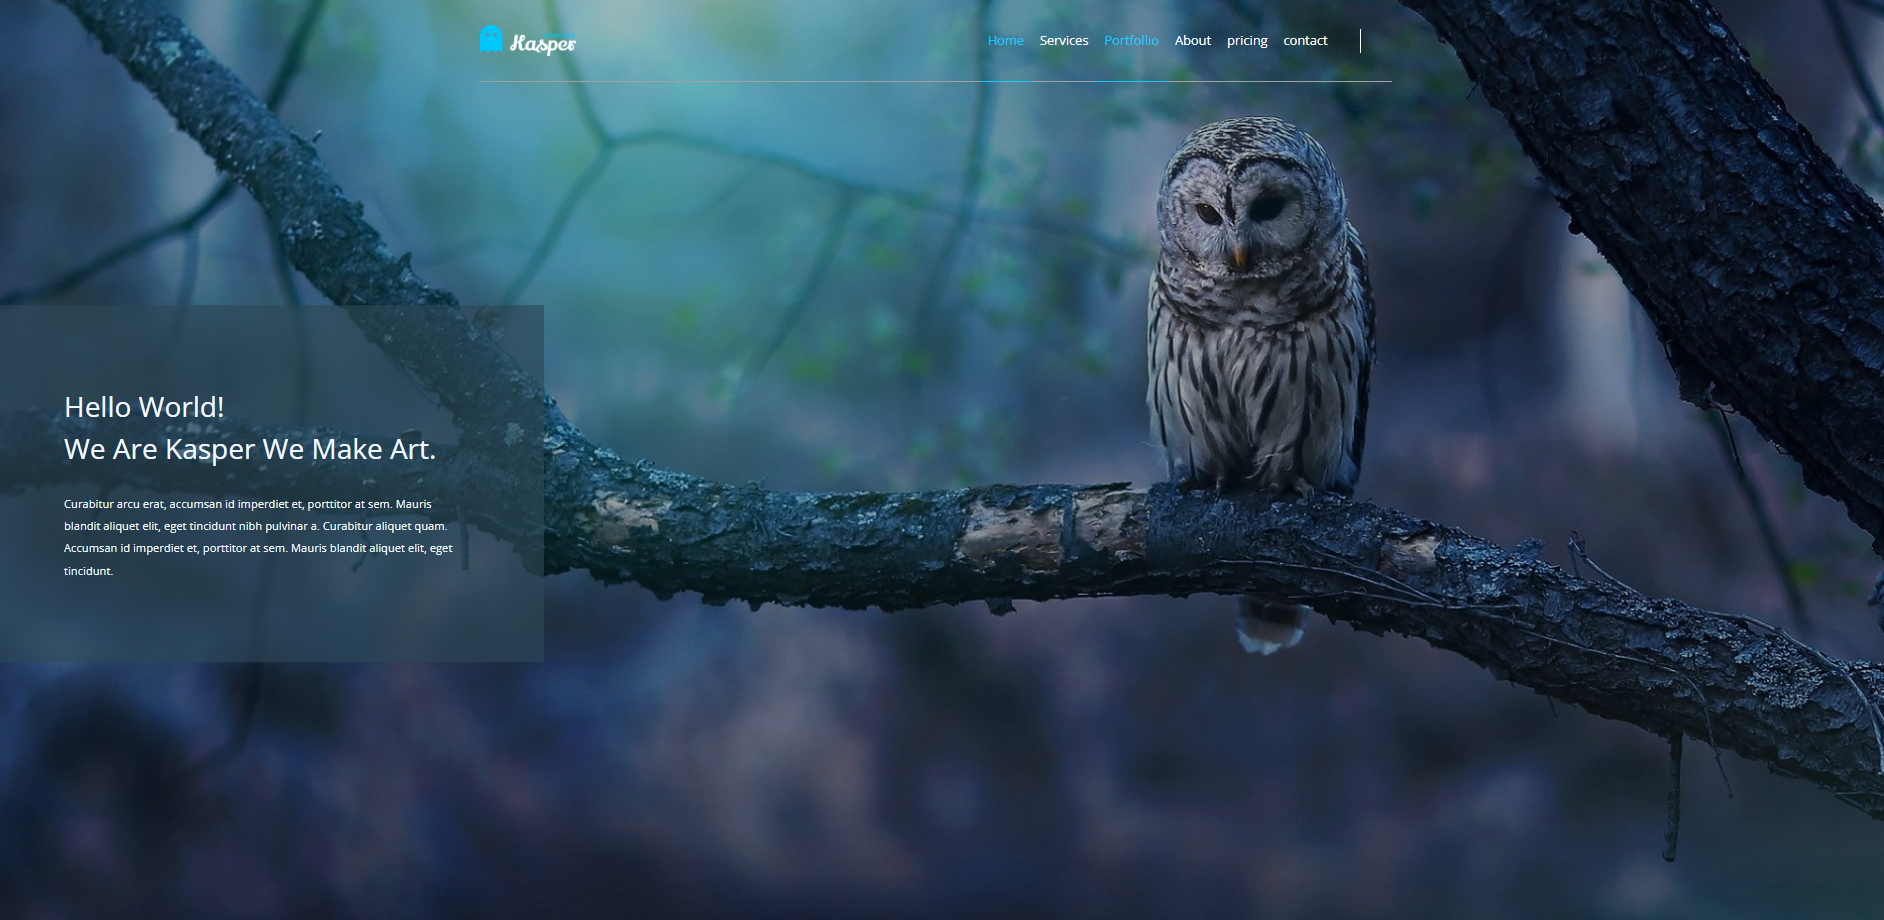 Kasper
Home Services Portfollio About pricing contact
Hello World!
We Are Kasper We Make Art.
Curabitur arcu erat, accumsan id imperdiet et, porttitor at sem. Mauris
blandit aliquet elit, eget tincidunt nibh pulvinar a. Curabitur aliquet quam.
Accumsan id imperdiet et, porttitor at sem. Mauris blandit aliquet elit, eget
tincidunt.